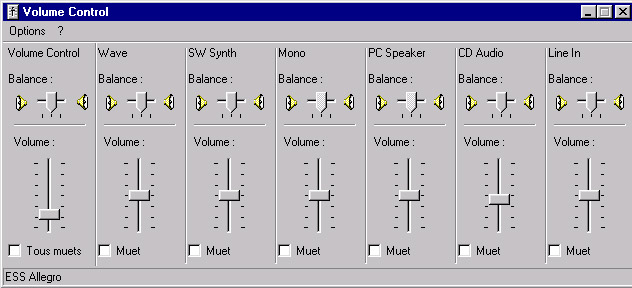 Volume Control
Options ?
Volume Control Wave SW Synth Mono PC Speaker CD Audio Line In
Balance : Balance : Balance : Balance : Balance : Balance : Balance :
Volume : Volume : Volume : Volume : Volume : Volume : Volume :
Tous muets Muet Muet Muet Muet Muet Muet
ESS Allegro